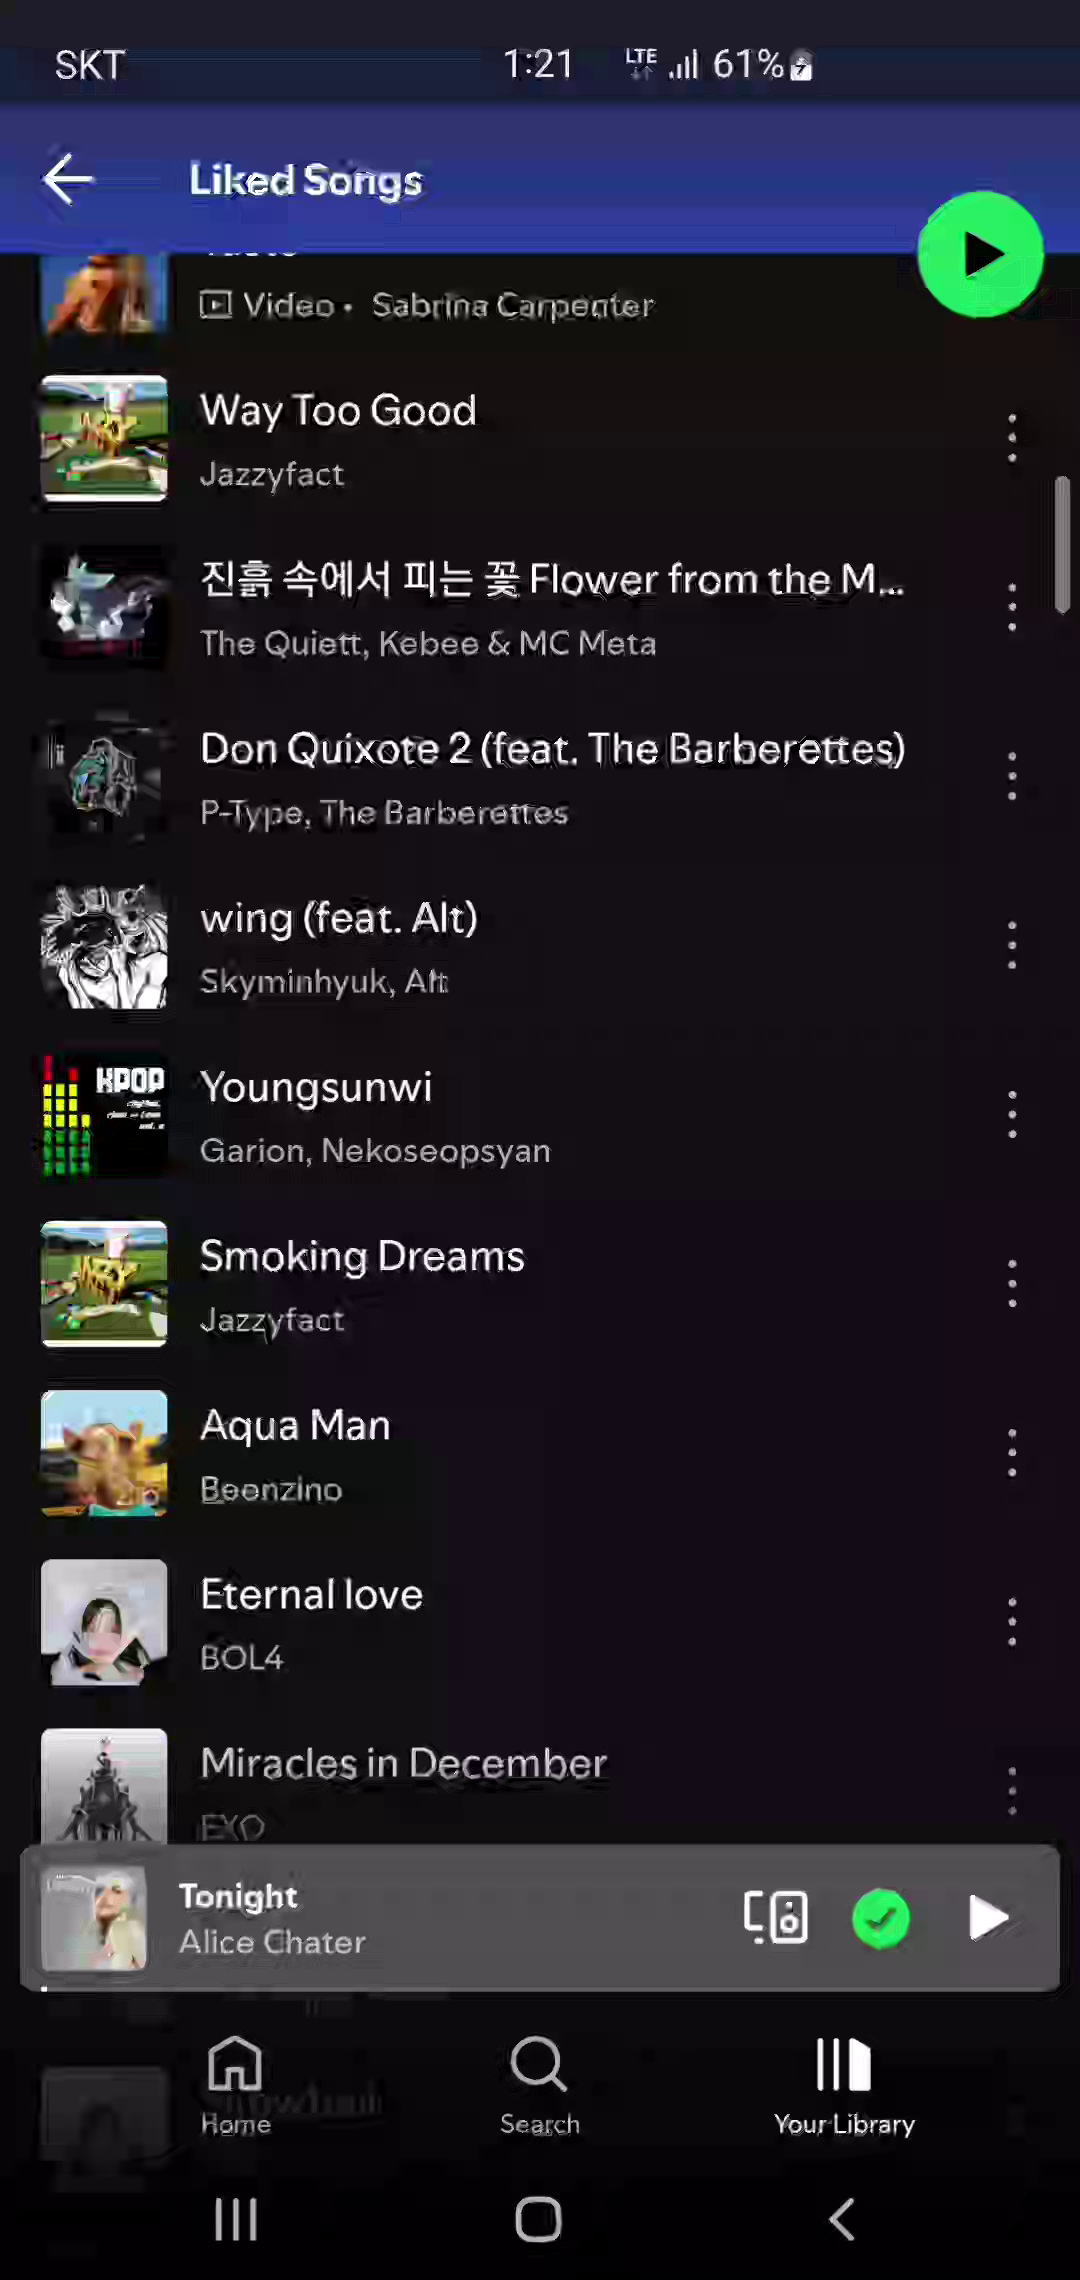 SKT 1:21 LTE 61%
Liked Songs
Video • Sabrina Carpenter
Way Too Good
Jazzyfact
진흙 속에서 피는 꽃 Flower from the M...
The Quiett, Kebee & MC Meta
Don Quixote 2 (feat. The Barberettes)
P-Type, The Barberettes
wing (feat. Alt)
Skyminhyuk, Alt
KPOP
Youngsunwi
Garion, Nekoseopsyan
Smoking Dreams
Jazzyfact
Aqua Man
Beenzino
Eternal love
BOL4
Miracles in December
EXO
Tonight
Alice Chater
Home Search Your Library